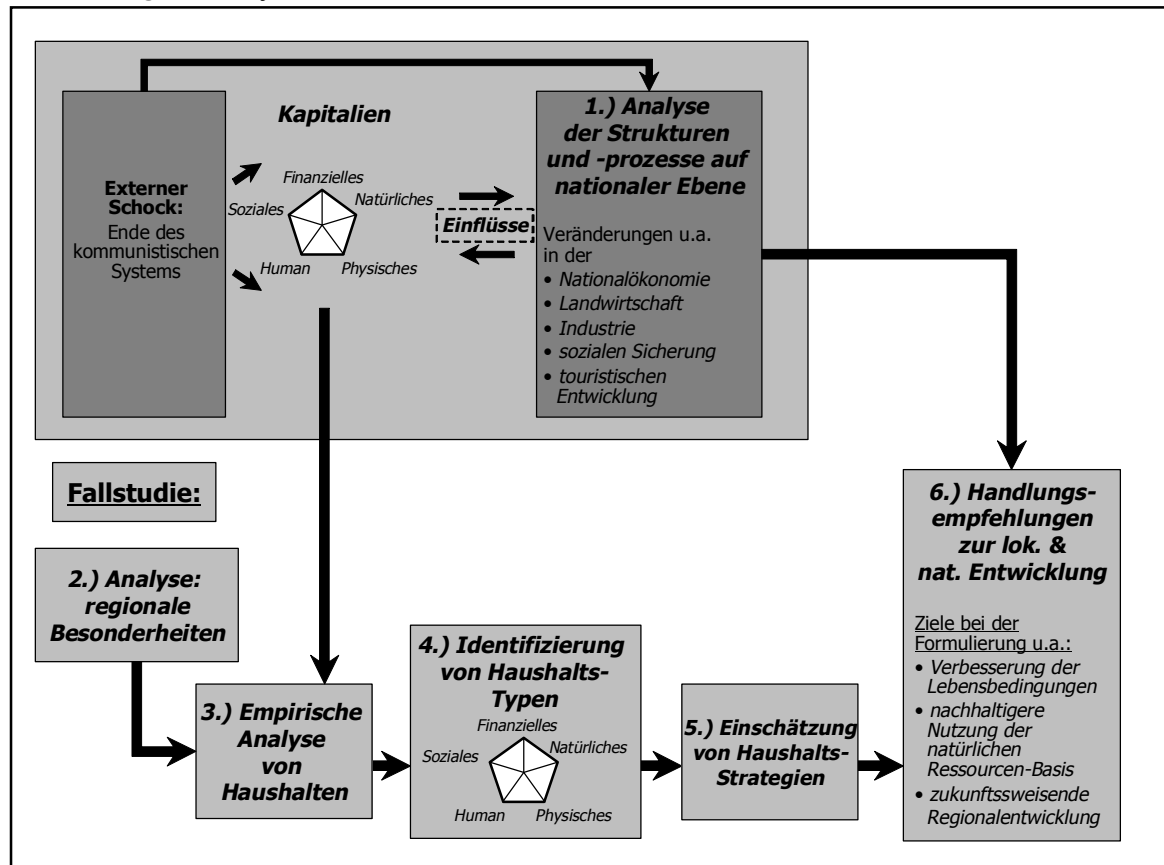 Externer
Schock:
Ende des
kommunistischen
Systems
Kapitalien
Finanzielles
Soziales
Natürliches
Human
Physisches
Einflüsse
1.) Analyse
der Strukturen
und -prozesse auf
nationaler Ebene
Veränderungen u.a.
in der
• Nationalökonomie
• Landwirtschaft
• Industrie
• sozialen Sicherung
• touristischen
Entwicklung
Fallstudie:
2.) Analyse:
regionale
Besonderheiten
3.) Empirische
Analyse
von
Haushalten
4.) Identifizierung
von Haushalts-
Typen
Finanzielles
Soziales
Natürliches
Human
Physisches
5.) Einschätzung
von Haushalts-
Strategien
6.) Handlungs-
empfehlungen
zur lok. &
nat. Entwicklung
Ziele bei der
Formulierung u.a.:
• Verbesserung der
Lebensbedingungen
• nachhaltigere
Nutzung der
natürlichen
Ressourcen-Basis
• zukunftssweisende
Regionalentwicklung